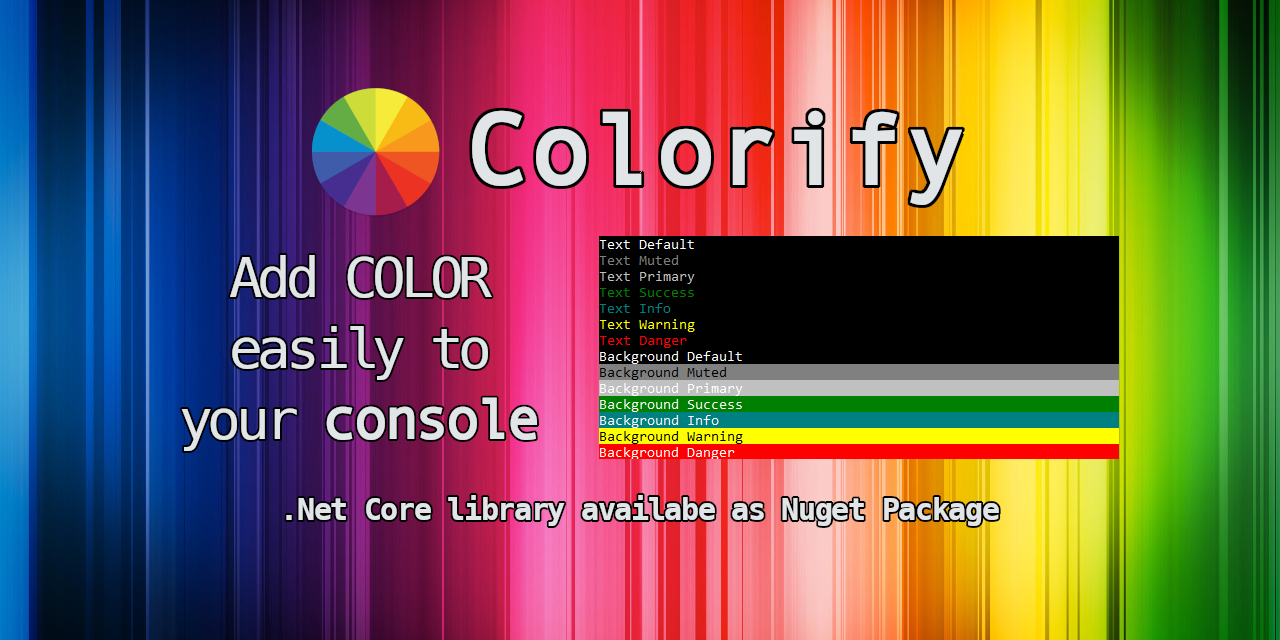 Colorify
Add COLOR
easily to
your console
Text Default
Text Muted
Text Primary
Text Success
Text Info
Text Warning
Text Danger
Background Default
Background Muted
Background Primary
Background Success
Background Info
Background Warning
Background Danger
.Net Core library availabe as Nuget Package